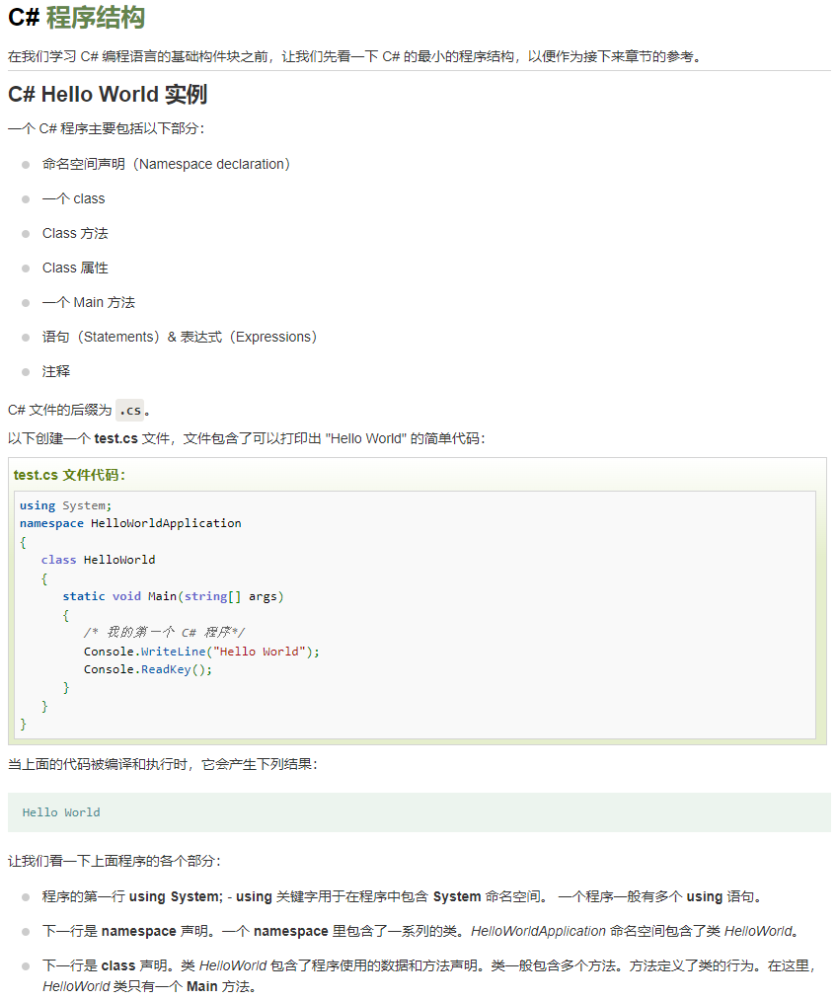 C# 程序结构
在我们学习 C# 编程语言的基础构件块之前，让我们先看一下 C# 的最小的程序结构，以便作为接下来章节的参考。
C# Hello World 实例
一个 C# 程序主要包括以下部分：
命名空间声明（Namespace declaration）
一个 class
Class 方法
Class 属性
一个 Main 方法
语句（Statements）& 表达式（Expressions）
注释
C# 文件的后缀为 .cs。
以下创建一个 test.cs 文件，文件包含了可以打印出 "Hello World" 的简单代码：
test.cs 文件代码：
using System;
namespace HelloWorldApplication
{
   class HelloWorld
   {
      static void Main(string[] args)
      {
         /* 我的第一个 C# 程序*/
         Console.WriteLine("Hello World");
         Console.ReadKey();
      }
   }
}
当上面的代码被编译和执行时，它会产生下列结果：
Hello World
让我们看一下上面程序的各个部分：
程序的第一行 using System; - using 关键字用于在程序中包含 System 命名空间。 一个程序一般有多个 using 语句。
下一行是 namespace 声明。一个 namespace 里包含了一系列的类。HelloWorldApplication 命名空间包含了类 HelloWorld。
下一行是 class 声明。类 HelloWorld 包含了程序使用的数据和方法声明。类一般包含多个方法。方法定义了类的行为。在这里，
HelloWorld 类只有一个 Main 方法。